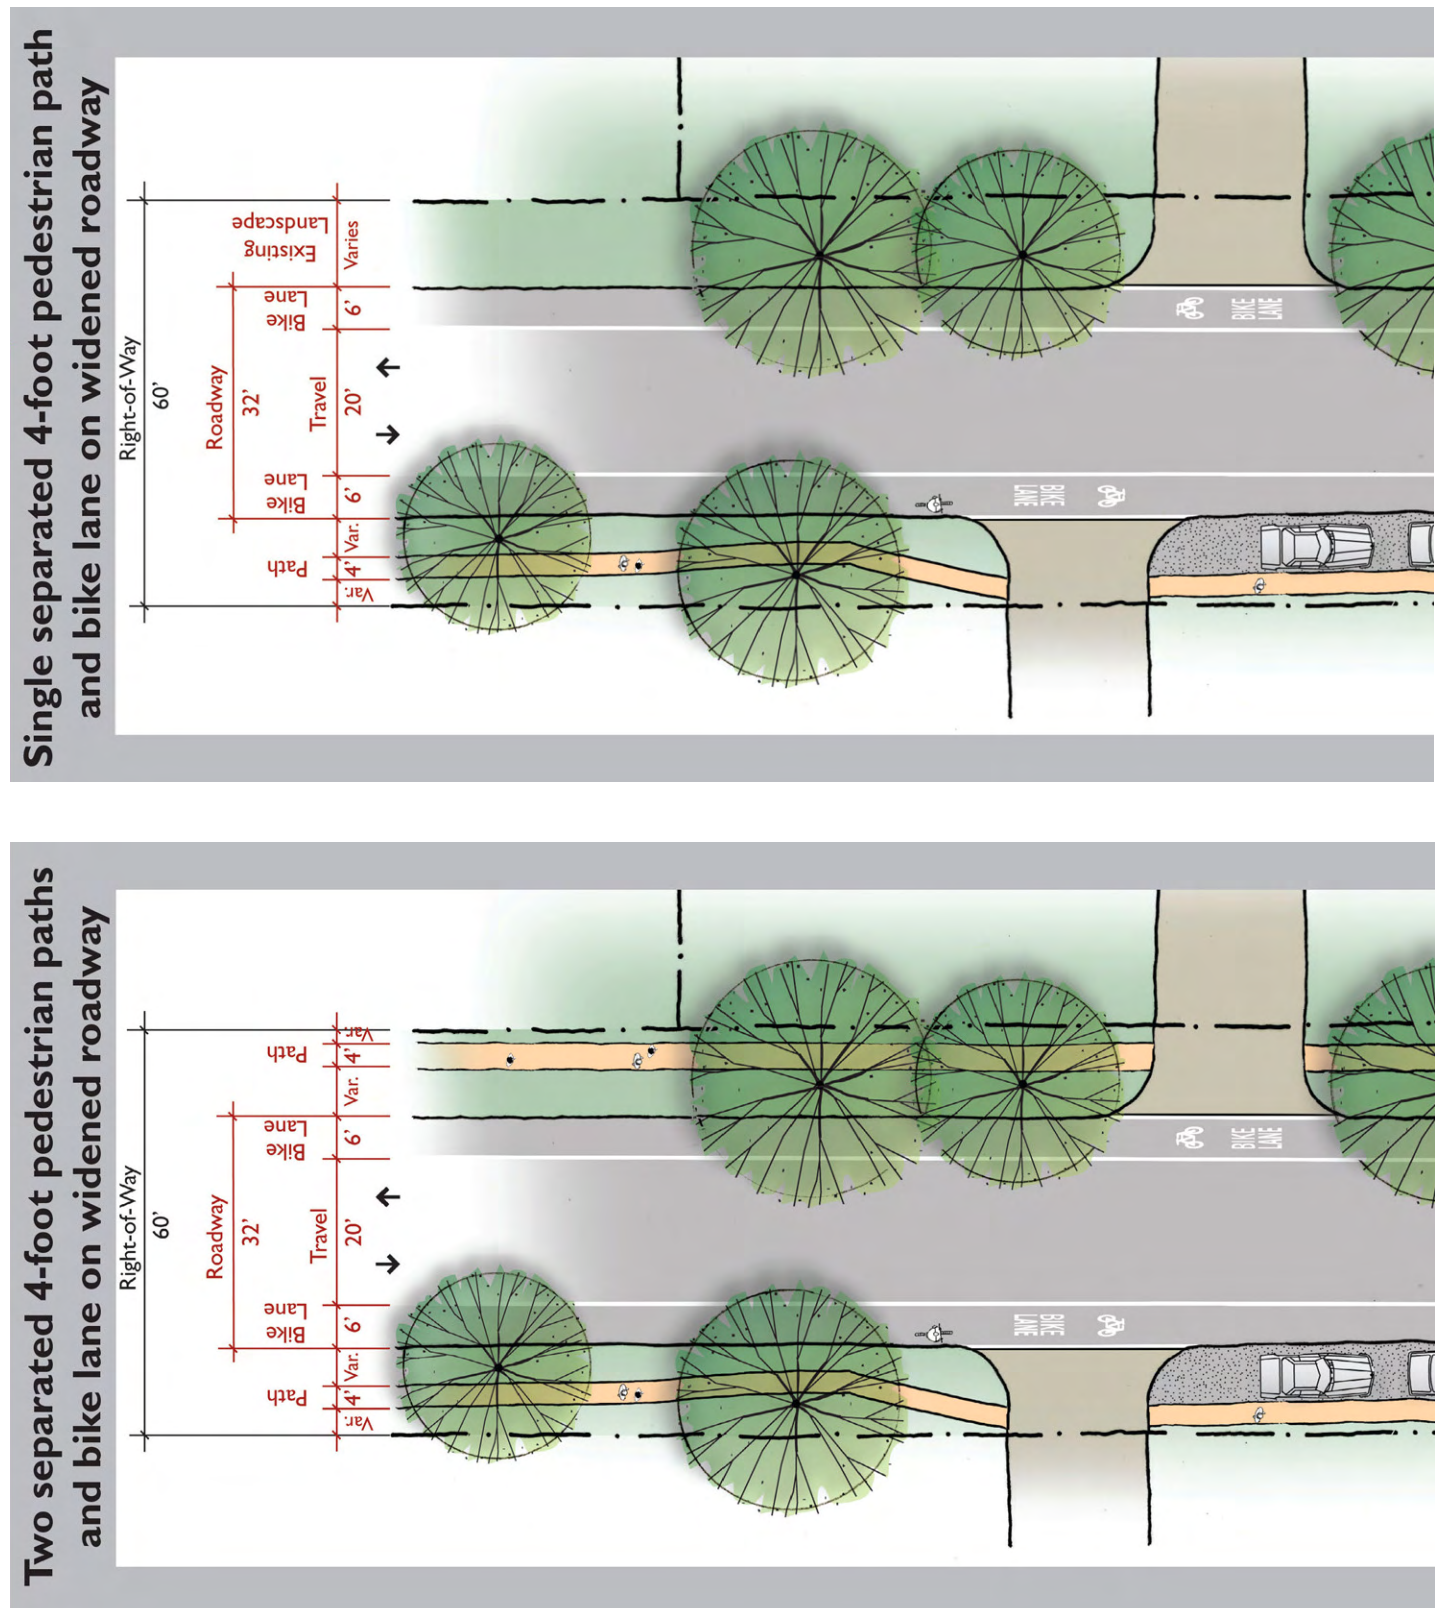 Single separated 4-foot pedestrian path
and bike lane on widened roadway
Right-of-Way
60'
Roadway
32'
Existing
Landscape
Varies
Bike
Lane
6'
Travel
20'
Bike
Lane
6'
Var.
Path
4'
Var.
BIKE
LANE
BIKE
LANE
Two separated 4-foot pedestrian paths
and bike lane on widened roadway
Right-of-Way
60'
Roadway
32'
Var.
Path
4'
Var.
Bike
Lane
6'
Travel
20'
Bike
Lane
6'
Var.
Path
4'
Var.
BIKE
LANE
BIKE
LANE